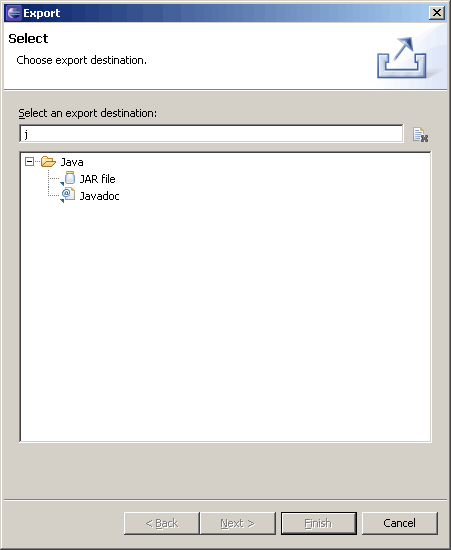 Export
Select
Choose export destination.
Select an export destination:
j
Java
JAR file
Javadoc
< Back
Next >
Finish
Cancel